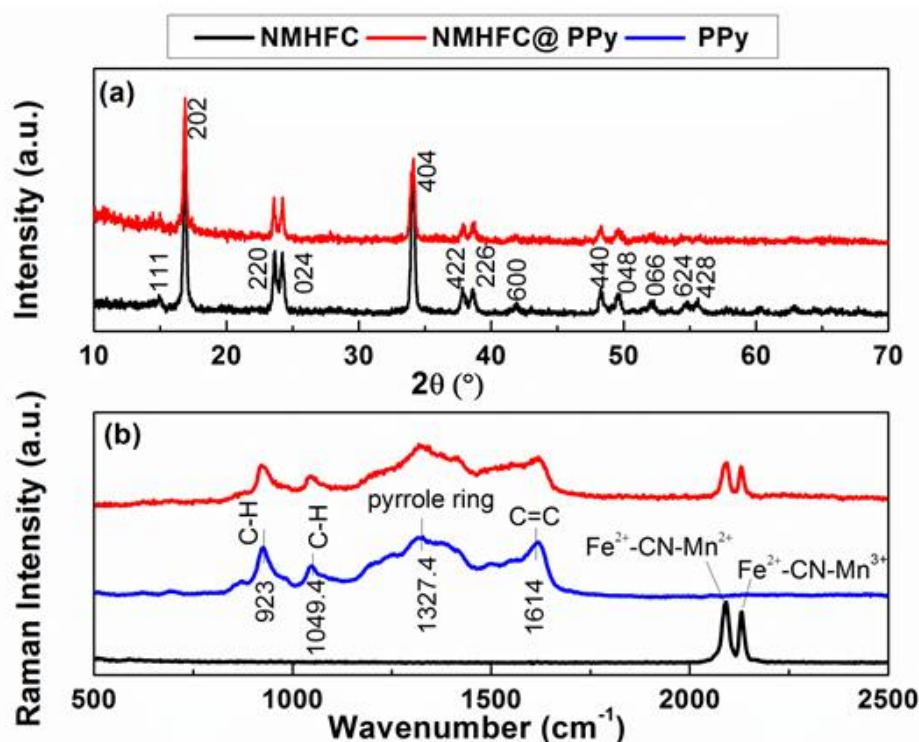 NMHFC NMHFC@ PPy PPy
(a)
Intensity (a.u.)
111
202
220
024
404
422
226
600
440
048
066
624
428
10 20 30 40 50 60 70
2θ (°)
(b)
Raman Intensity (a.u.)
C-H
923
C-H
1049.4
pyrrole ring
1327.4
C=C
1614
Fe²⁺-CN-Mn²⁺
Fe²⁺-CN-Mn³⁺
500 1000 1500 2000 2500
Wavenumber (cm⁻¹)